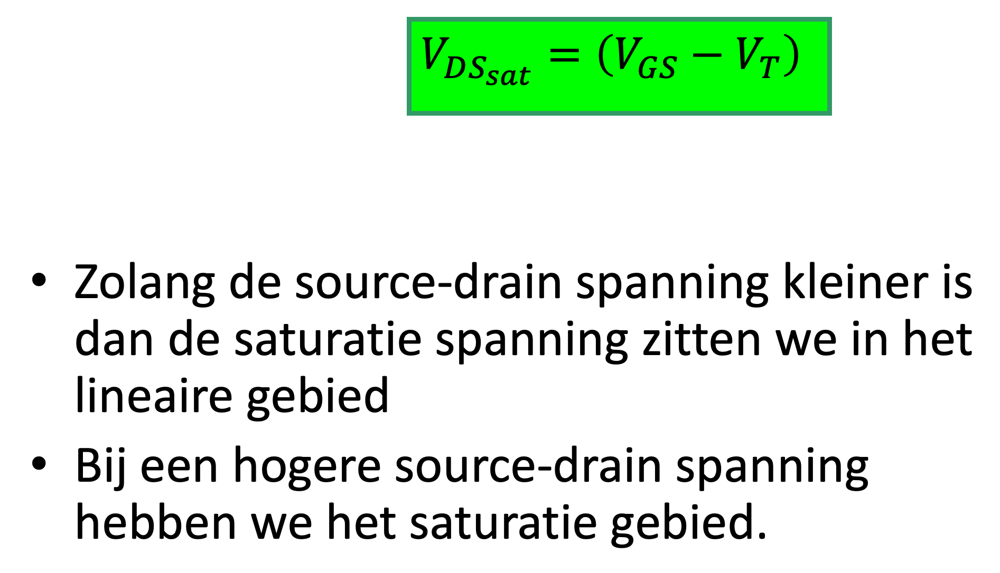 V_{DS_{sat}} = (V_{GS} − V_T)
• Zolang de source-drain spanning kleiner is
dan de saturatie spanning zitten we in het
lineaire gebied
• Bij een hogere source-drain spanning
hebben we het saturatie gebied.